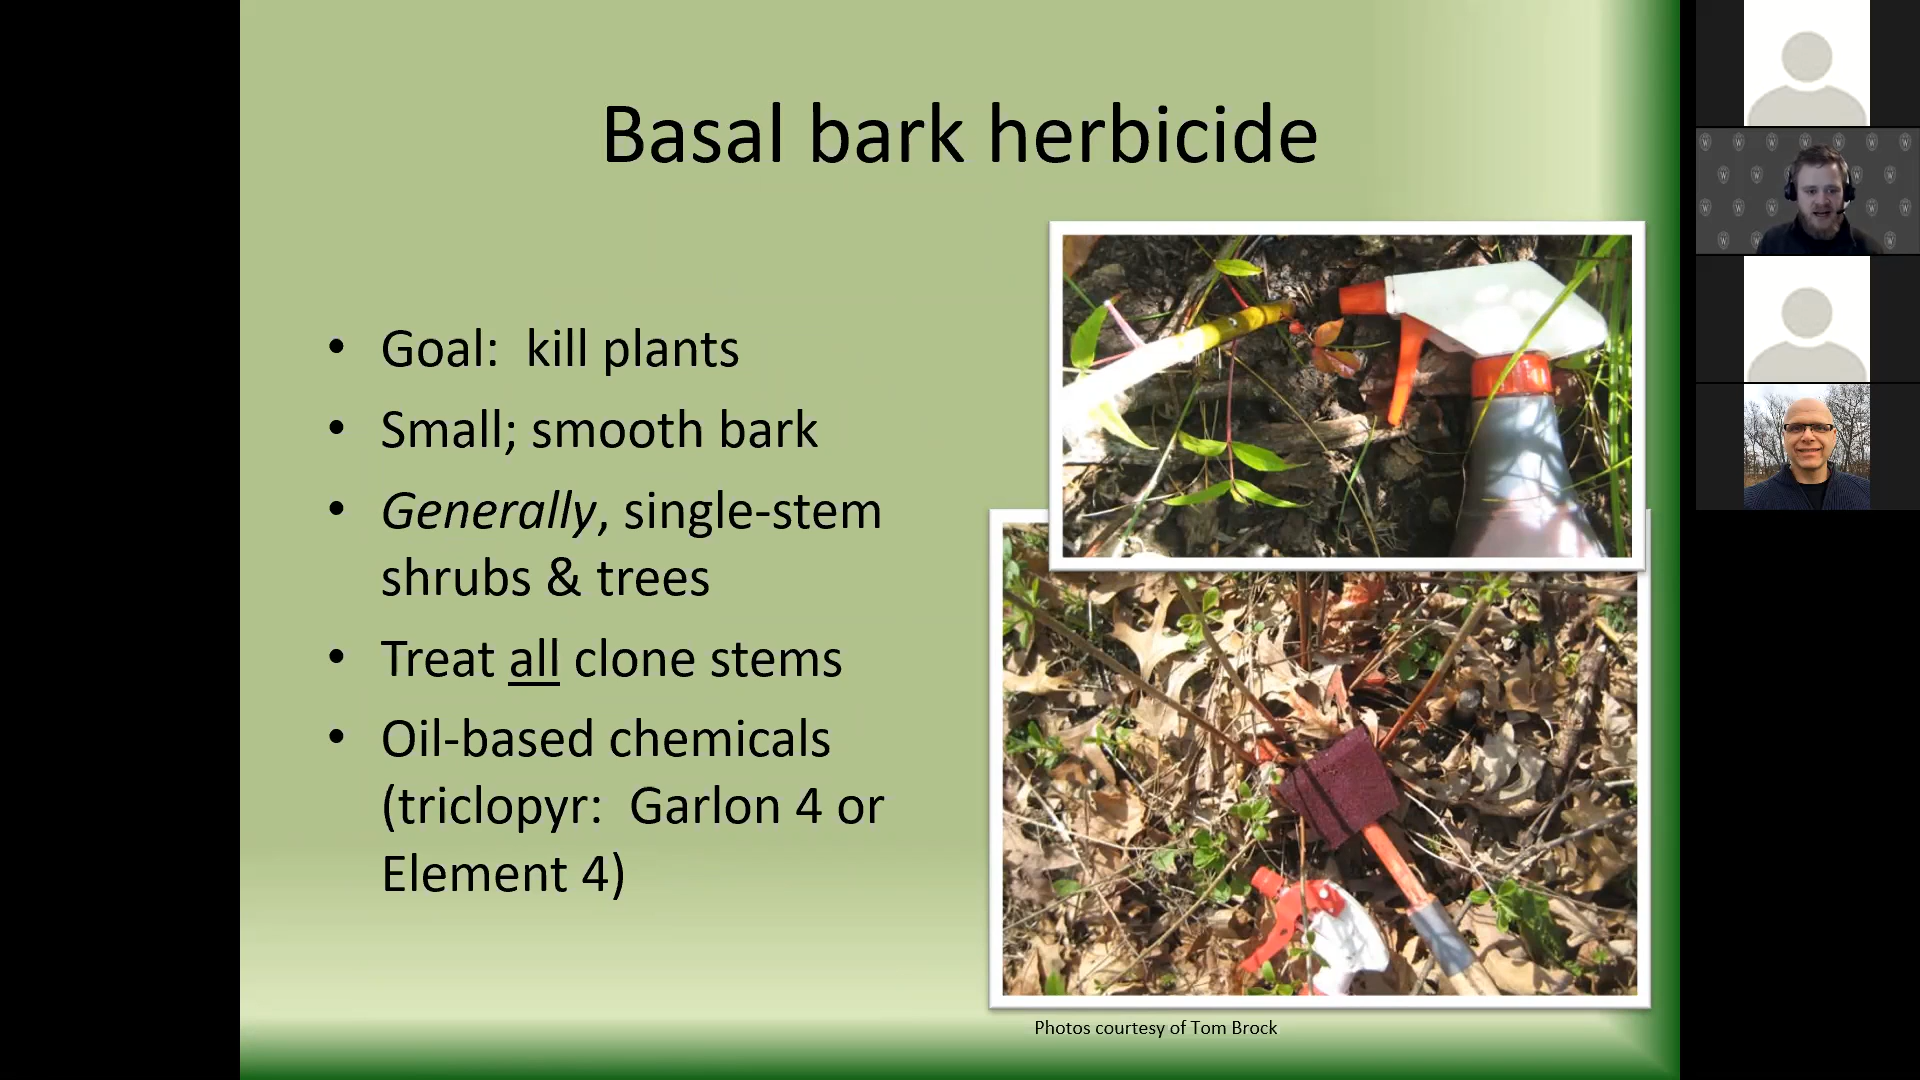 Basal bark herbicide
• Goal:  kill plants
• Small; smooth bark
• Generally, single-stem
shrubs & trees
• Treat all clone stems
• Oil-based chemicals
(triclopyr:  Garlon 4 or
Element 4)
Photos courtesy of Tom Brock